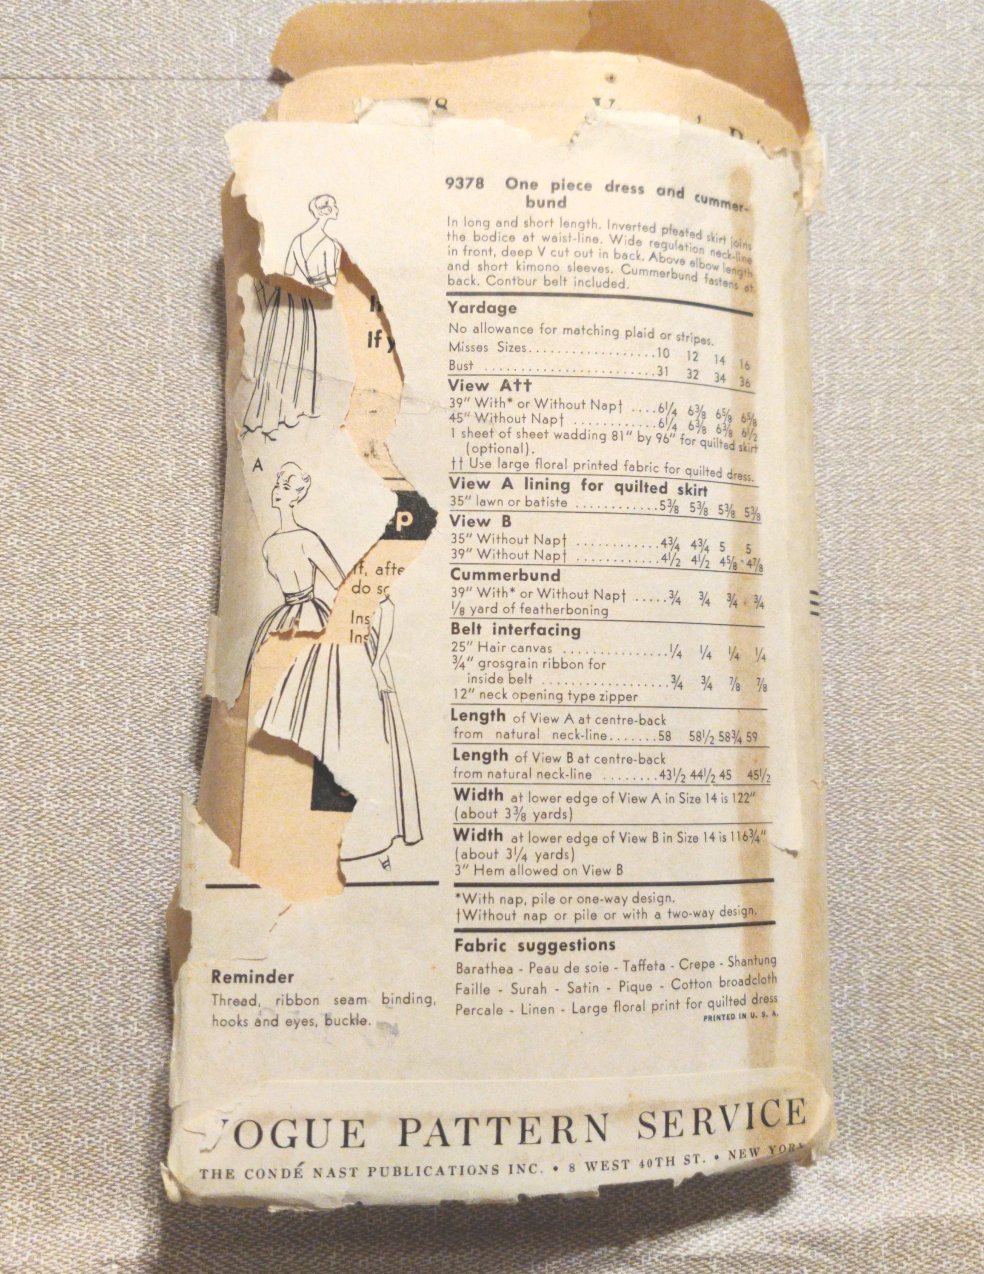 8
9378 One piece dress and cummer-
bund
In long and short length. Inverted pleated skirt joins
the bodice at waist-line. Wide regulation neck-line
in front, deep V cut out in back. Above elbow length
and short kimono sleeves. Cummerbund fastens at
back. Contour belt included.
Yardage
No allowance for matching plaid or stripes.
Misses Sizes..................10 12 14 16
Bust ........................31 32 34 36
View A††
39" With* or Without Nap† ....6¼ 6⅜ 6⅝ 6⅝
45" Without Nap† ............6¼ 6⅜ 6⅜ 6½
1 sheet of sheet wadding 81" by 96" for quilted skirt
(optional).
†† Use large floral printed fabric for quilted dress.
View A lining for quilted skirt
35" lawn or batiste ............5⅜ 5⅜ 5⅜ 5⅜
View B
35" Without Nap† ............4¾ 4¾ 5 5
39" Without Nap† ............4½ 4½ 4⅝ 4⅞
Cummerbund
39" With* or Without Nap† .....¾ ¾ ¾ ¾
⅛ yard of featherboning
Belt interfacing
25" Hair canvas ...............¼ ¼ ¼ ¼
¾" grosgrain ribbon for
inside belt ..................¾ ¾ ⅞ ⅞
12" neck opening type zipper
Length of View A at centre-back
from natural neck-line.......58 58½ 58¾ 59
Length of View B at centre-back
from natural neck-line ........43½ 44½ 45 45½
Width at lower edge of View A in Size 14 is 122"
(about 3⅜ yards)
Width at lower edge of View B in Size 14 is 116¾"
(about 3¼ yards)
3" Hem allowed on View B
*With nap, pile or one-way design.
†Without nap or pile or with a two-way design.
Fabric suggestions
Barathea - Peau de soie - Taffeta - Crepe - Shantung
Faille - Surah - Satin - Pique - Cotton broadcloth
Percale - Linen - Large floral print for quilted dress
PRINTED IN U. S. A.
If
A
p
If, afte
do so
Ins
Ins
Reminder
Thread, ribbon seam binding,
hooks and eyes, buckle.
VOGUE PATTERN SERVICE
THE CONDÉ NAST PUBLICATIONS INC. • 8 WEST 40TH ST. • NEW YORK